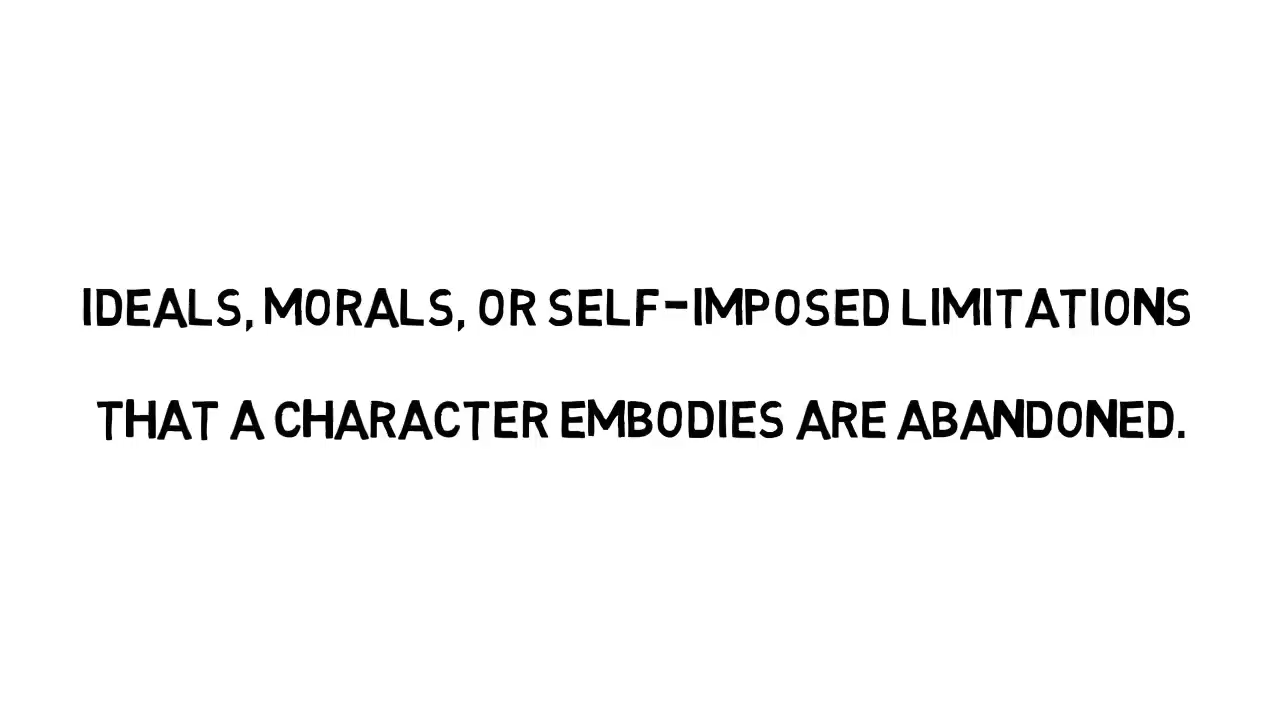 IDEALS, MORALS, OR SELF-IMPOSED LIMITATIONS
THAT A CHARACTER EMBODIES ARE ABANDONED.